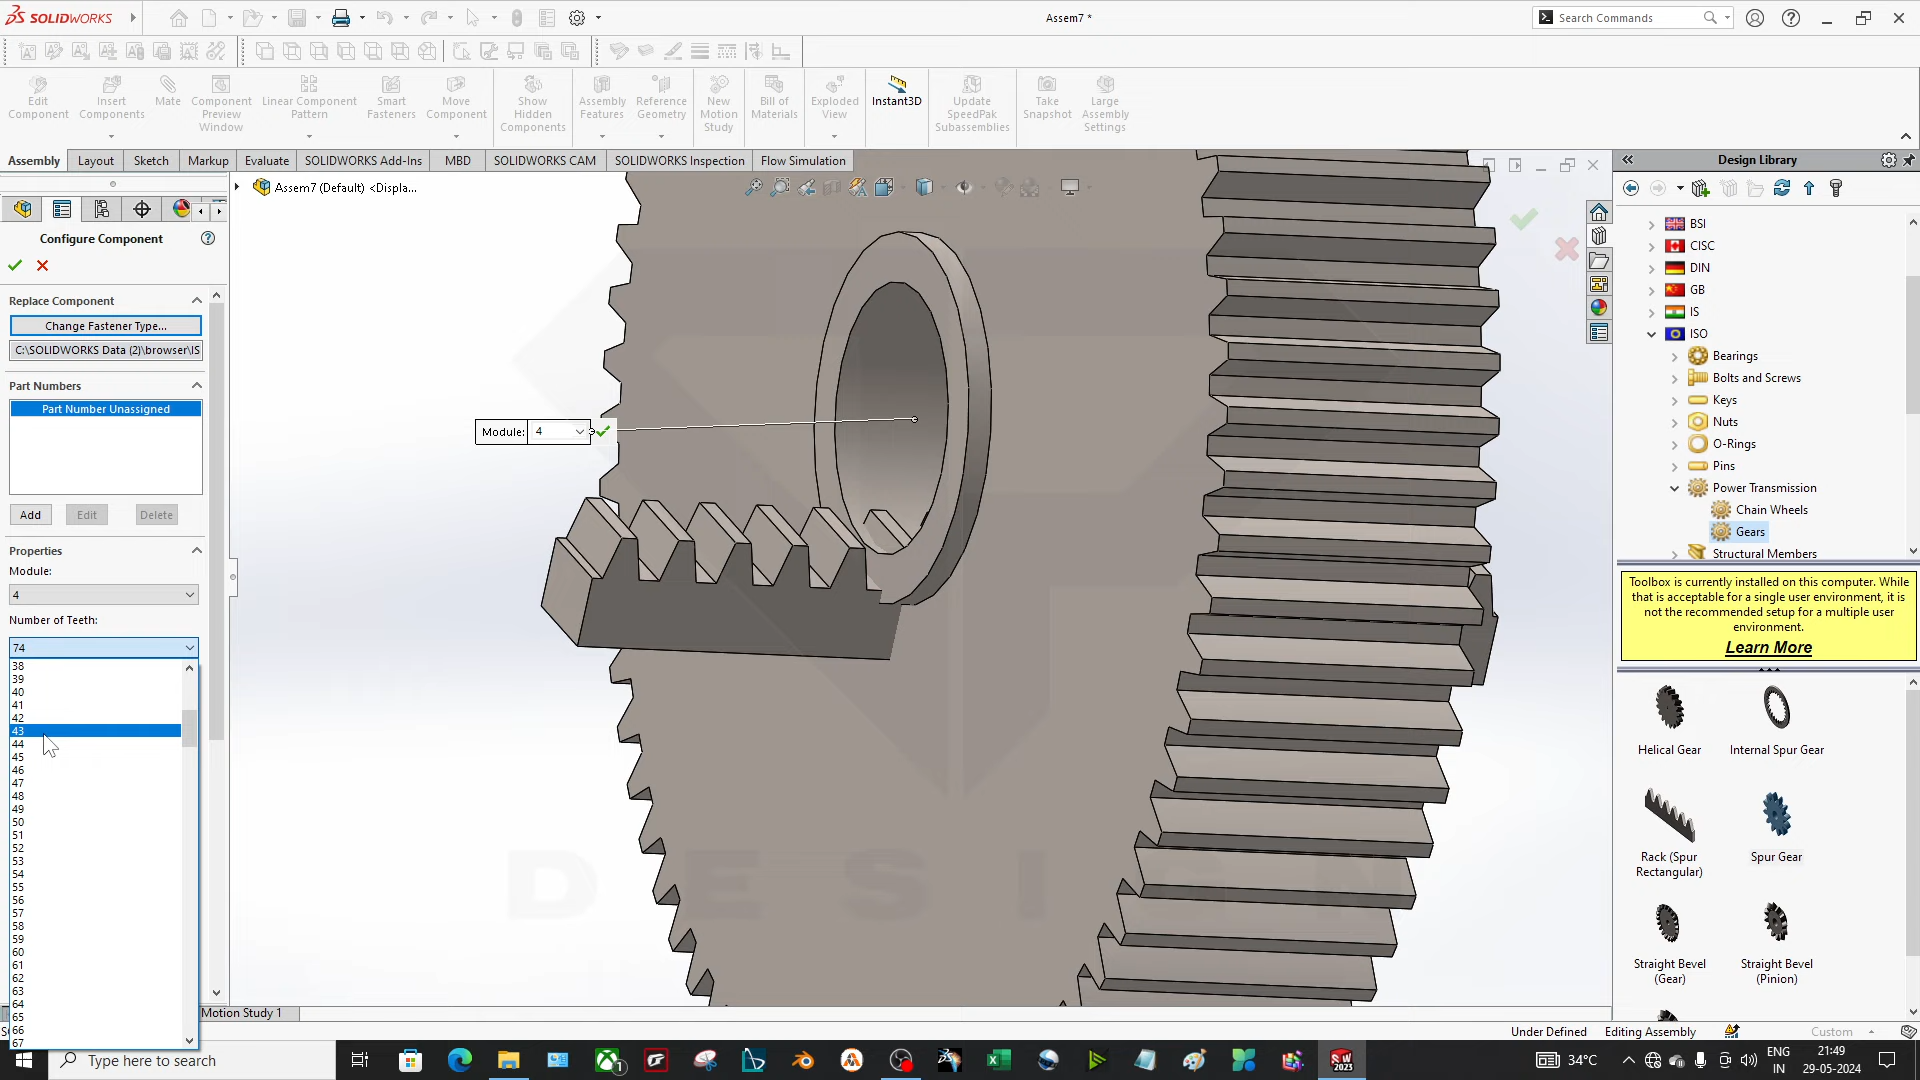 SOLIDWORKS
Assem7 *
Search Commands
Edit Component
Insert Components
Mate
Component Preview Window
Linear Component Pattern
Smart Fasteners
Move Component
Show Hidden Components
Assembly Features
Reference Geometry
New Motion Study
Bill of Materials
Exploded View
Instant3D
Update SpeedPak Subassemblies
Take Snapshot
Large Assembly Settings
Assembly
Layout
Sketch
Markup
Evaluate
SOLIDWORKS Add-Ins
MBD
SOLIDWORKS CAM
SOLIDWORKS Inspection
Flow Simulation
Design Library
Assem7 (Default) <Displa...
Configure Component
Replace Component
Change Fastener Type...
C:\SOLIDWORKS Data (2)\browser\IS
Part Numbers
Part Number Unassigned
Add
Edit
Delete
Properties
Module:
4
Number of Teeth:
74
38
39
40
41
42
43
44
45
46
47
48
49
50
51
52
53
54
55
56
57
58
59
60
61
62
63
64
65
66
67
Module: 4
DESIGN
BSI
CISC
DIN
GB
IS
ISO
Bearings
Bolts and Screws
Keys
Nuts
O-Rings
Pins
Power Transmission
Chain Wheels
Gears
Structural Members
Toolbox is currently installed on this computer. While
that is acceptable for a single user environment, it is
not the recommended setup for a multiple user
environment.
Learn More
Helical Gear
Internal Spur Gear
Rack (Spur Rectangular)
Spur Gear
Straight Bevel (Gear)
Straight Bevel (Pinion)
Motion Study 1
Under Defined
Editing Assembly
Custom
Type here to search
34°C
ENG
IN
21:49
29-05-2024